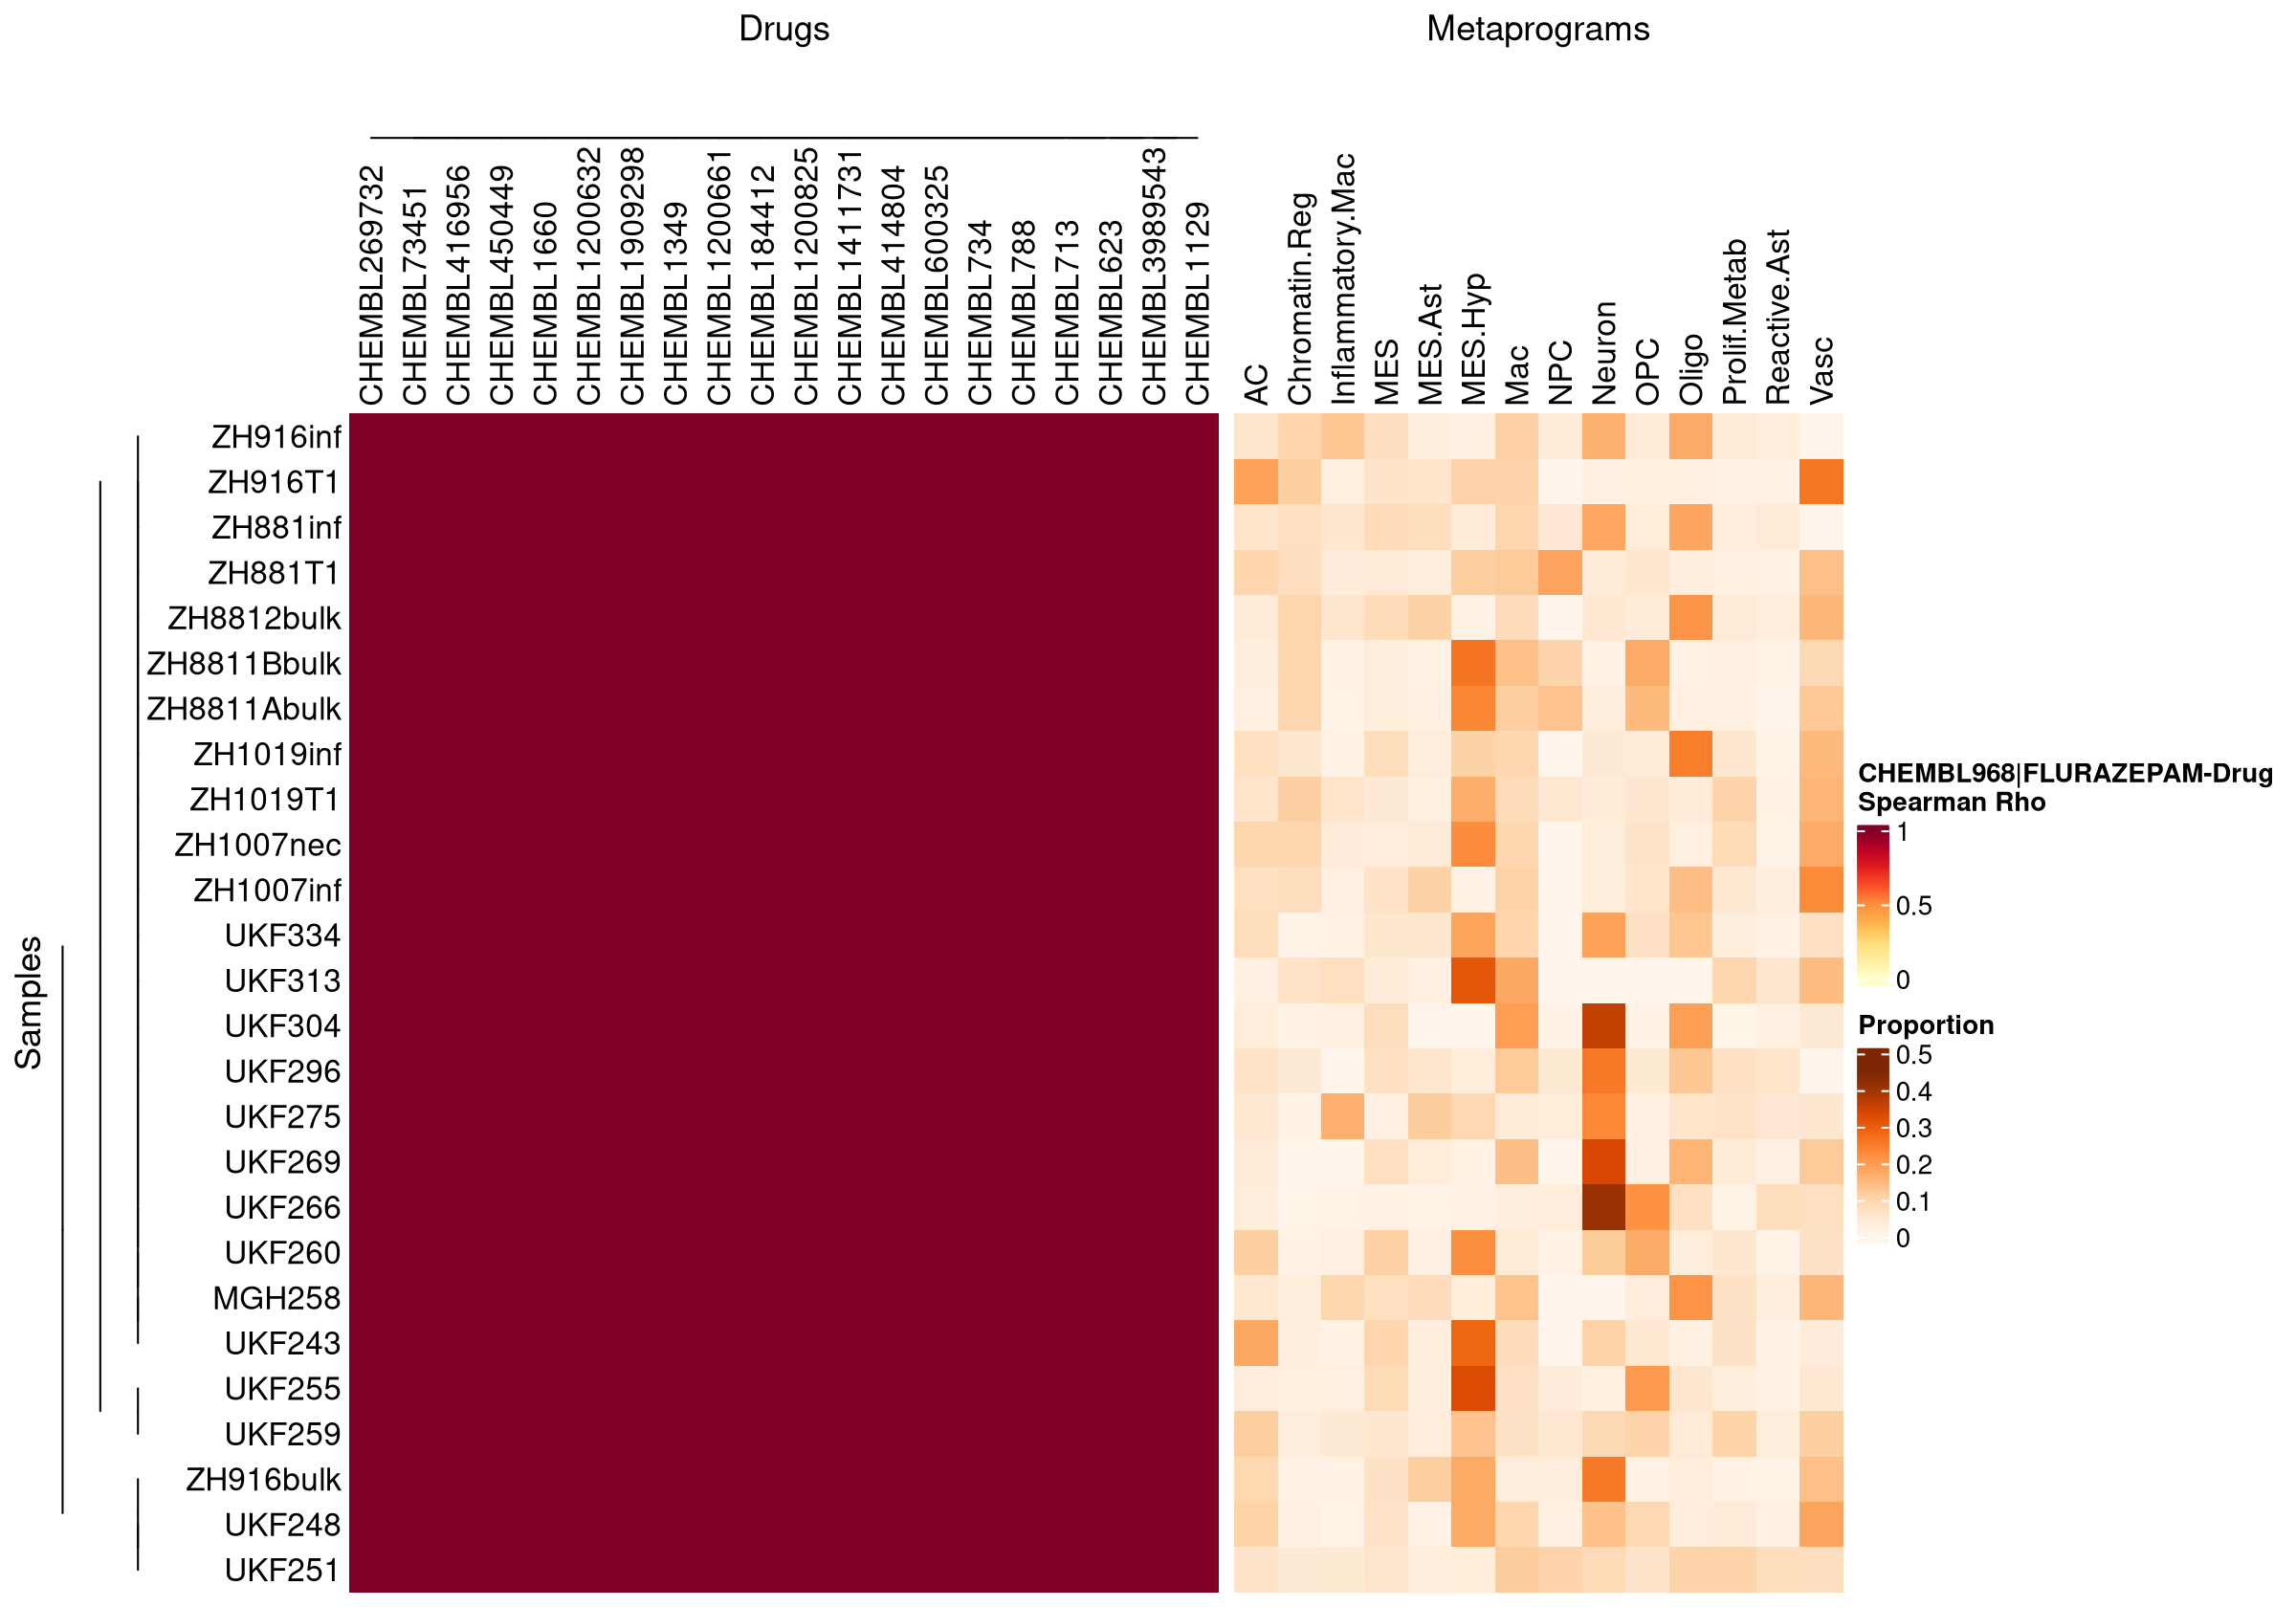 Drugs
Metaprograms
CHEMBL269732
CHEMBL73451
CHEMBL416956
CHEMBL450449
CHEMBL1660
CHEMBL1200632
CHEMBL1909298
CHEMBL1349
CHEMBL1200661
CHEMBL184412
CHEMBL1200825
CHEMBL1411731
CHEMBL414804
CHEMBL600325
CHEMBL734
CHEMBL788
CHEMBL713
CHEMBL623
CHEMBL3989543
CHEMBL1129
AC
Chromatin.Reg
Inflammatory.Mac
MES
MES.Ast
MES.Hyp
Mac
NPC
Neuron
OPC
Oligo
Prolif.Metab
Reactive.Ast
Vasc
Samples
ZH916inf
ZH916T1
ZH881inf
ZH881T1
ZH8812bulk
ZH8811Bbulk
ZH8811Abulk
ZH1019inf
ZH1019T1
ZH1007nec
ZH1007inf
UKF334
UKF313
UKF304
UKF296
UKF275
UKF269
UKF266
UKF260
MGH258
UKF243
UKF255
UKF259
ZH916bulk
UKF248
UKF251
CHEMBL968|FLURAZEPAM-Drug
Spearman Rho
1
0.5
0
Proportion
0.5
0.4
0.3
0.2
0.1
0